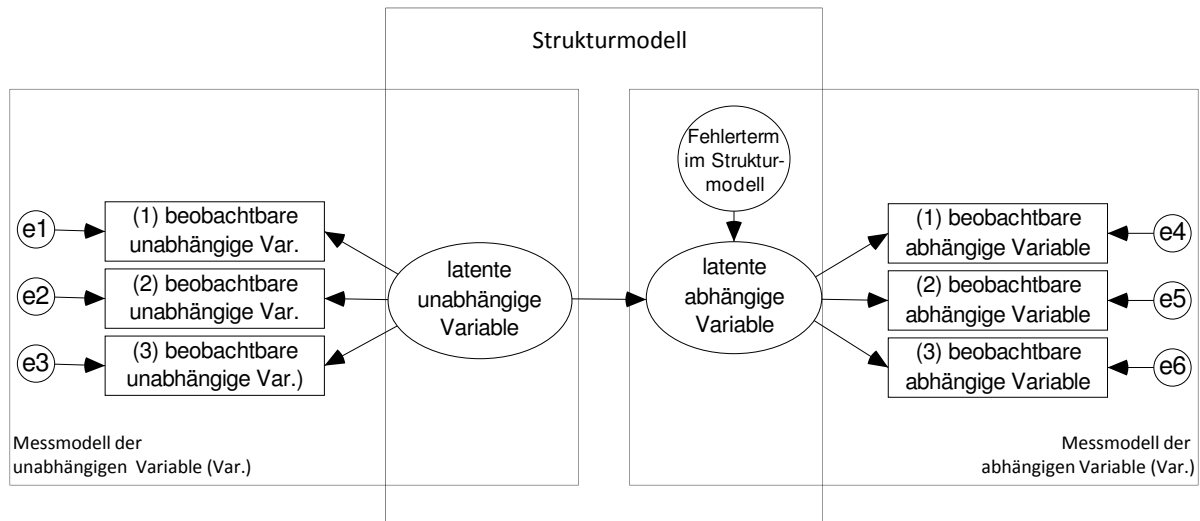 Strukturmodell
Fehlerterm
im Struktur-
modell
e1
(1) beobachtbare
unabhängige Var.
e2
(2) beobachtbare
unabhängige Var.
e3
(3) beobachtbare
unabhängige Var.)
latente
unabhängige
Variable
latente
abhängige
Variable
(1) beobachtbare
abhängige Variable
e4
(2) beobachtbare
abhängige Variable
e5
(3) beobachtbare
abhängige Variable
e6
Messmodell der
unabhängigen Variable (Var.)
Messmodell der
abhängigen Variable (Var.)